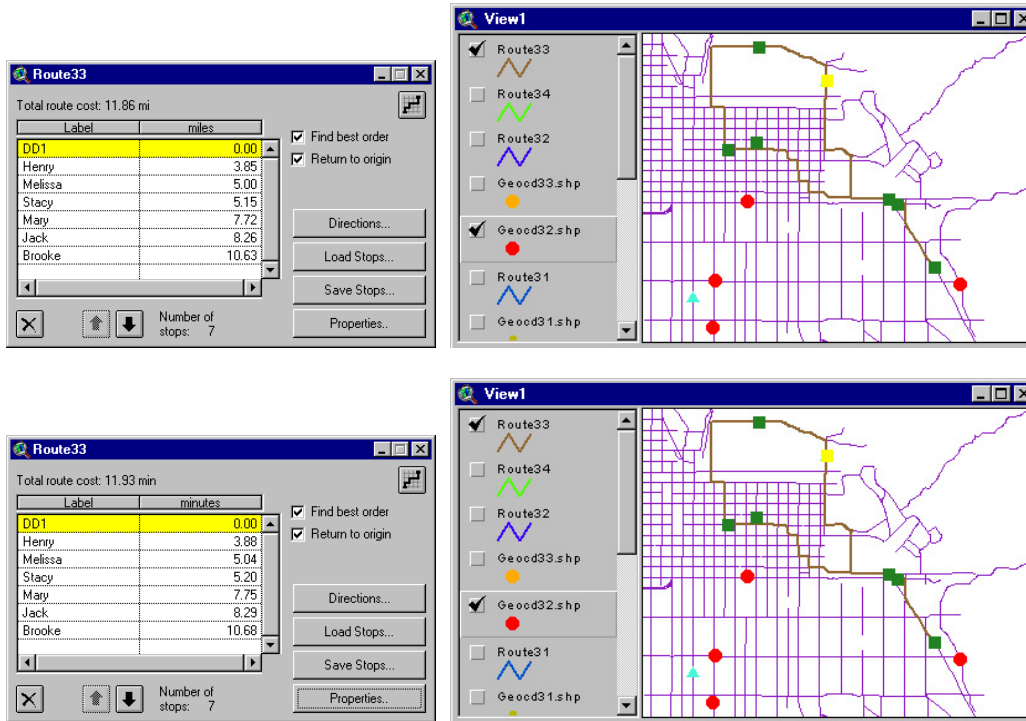 Route33
Total route cost: 11.86 mi
Label miles
DD1 0.00
Henry 3.85
Melissa 5.00
Stacy 5.15
Mary 7.72
Jack 8.26
Brooke 10.63
Find best order
Return to origin
Directions...
Load Stops...
Save Stops...
Properties..
Number of
stops: 7
View1
Route33
Route34
Route32
Geocd33.shp
Geocd32.shp
Route31
Geocd31.shp
Route33
Total route cost: 11.93 min
Label minutes
DD1 0.00
Henry 3.88
Melissa 5.04
Stacy 5.20
Mary 7.75
Jack 8.29
Brooke 10.68
Find best order
Return to origin
Directions...
Load Stops...
Save Stops...
Properties...
Number of
stops: 7
View1
Route33
Route34
Route32
Geocd33.shp
Geocd32.shp
Route31
Geocd31.shp